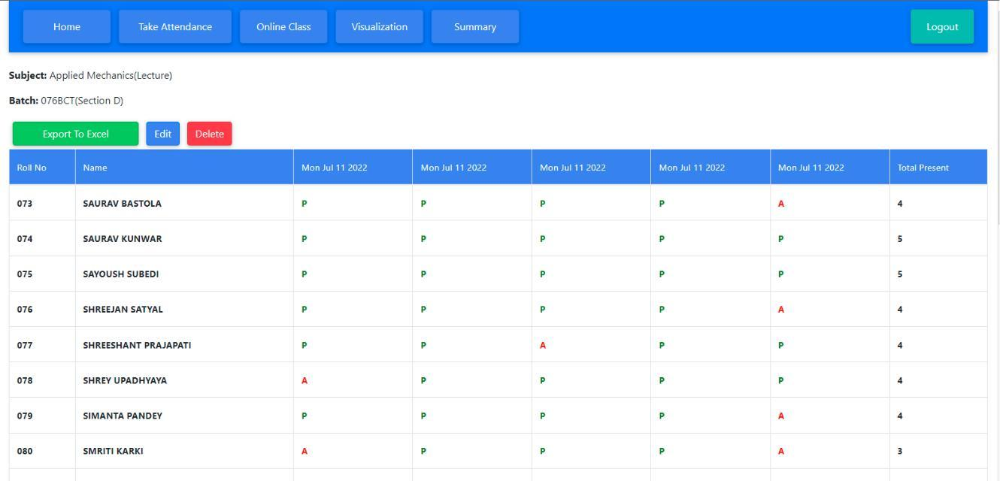 Home Take Attendance Online Class Visualization Summary Logout
Subject: Applied Mechanics(Lecture)
Batch: 076BCT(Section D)
Export To Excel Edit Delete
Roll No Name Mon Jul 11 2022 Mon Jul 11 2022 Mon Jul 11 2022 Mon Jul 11 2022 Mon Jul 11 2022 Total Present
073 SAURAV BASTOLA P P P P A 4
074 SAURAV KUNWAR P P P P P 5
075 SAYOUSH SUBEDI P P P P P 5
076 SHREEJAN SATYAL P P P P A 4
077 SHREESHANT PRAJAPATI P P A P P 4
078 SHREY UPADHYAYA A P P P P 4
079 SIMANTA PANDEY P P P P A 4
080 SMRITI KARKI A P P P A 3